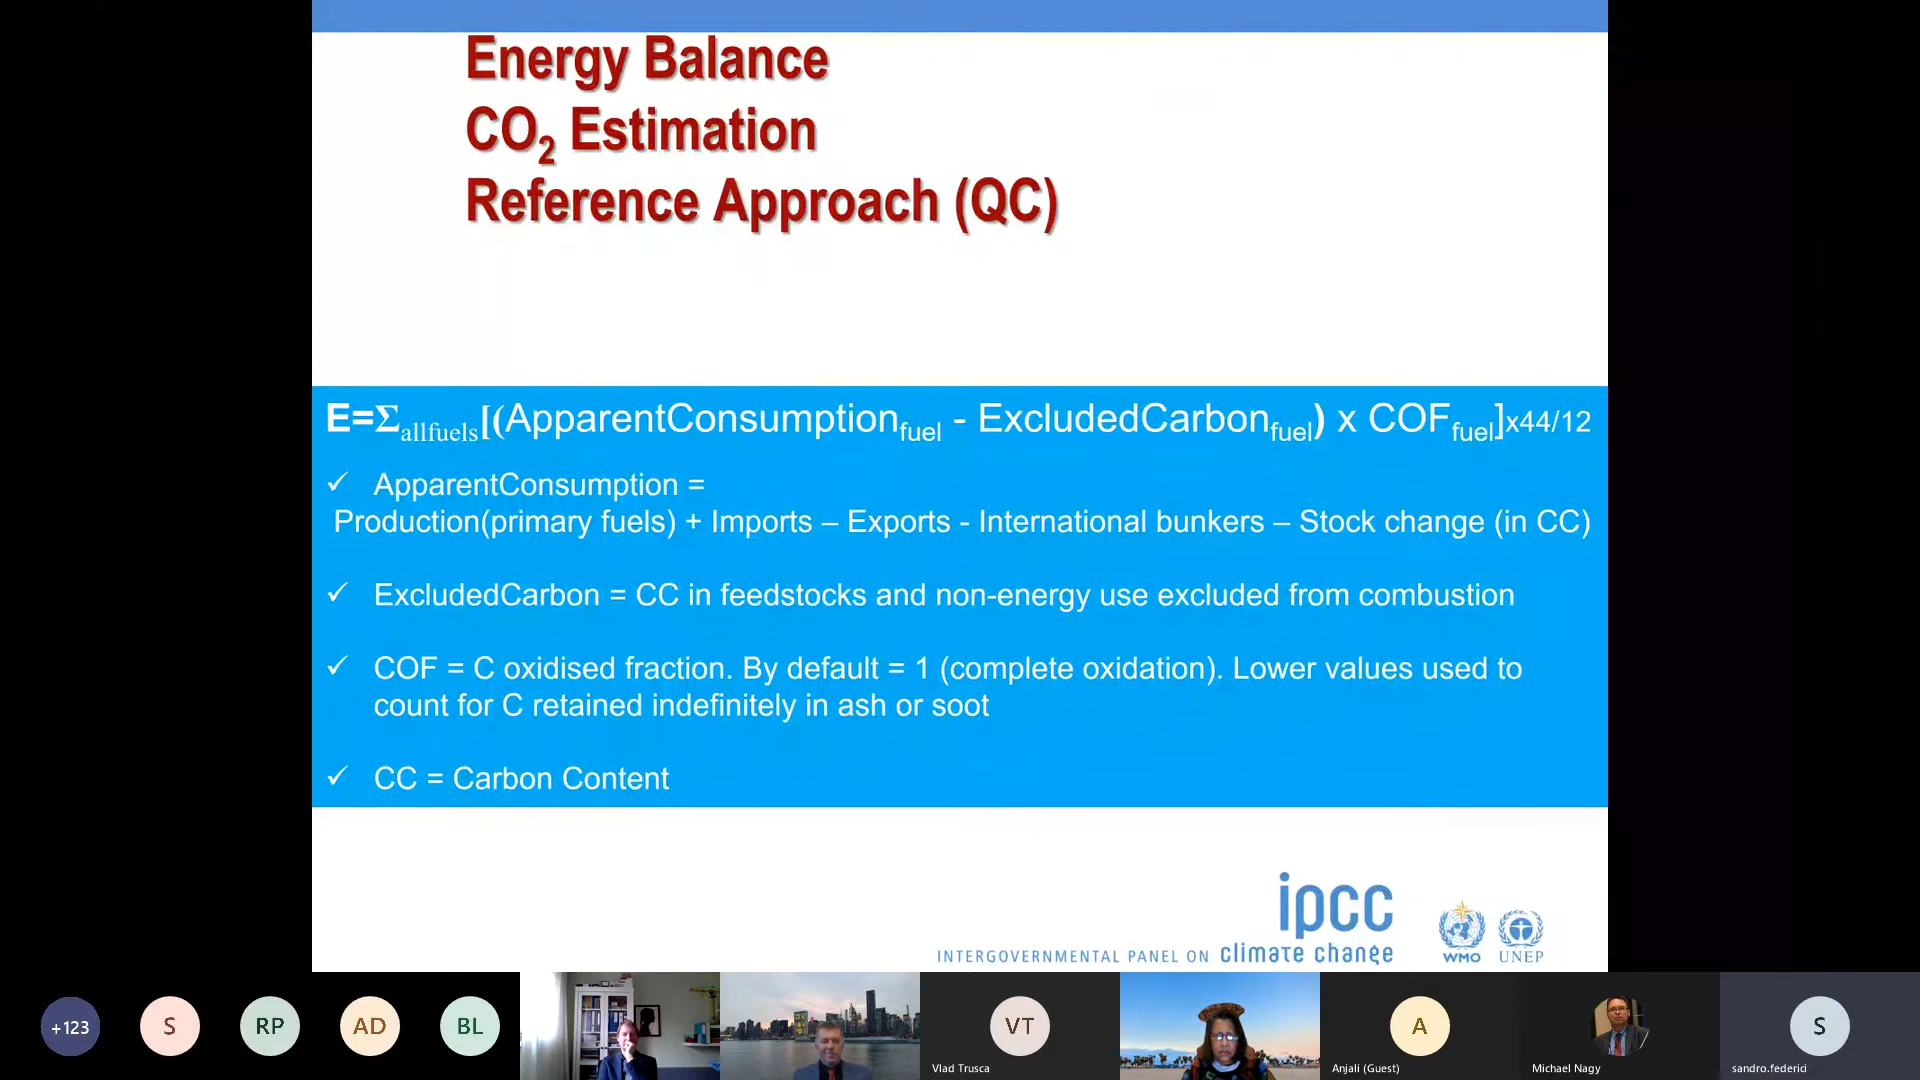 Energy Balance
CO₂ Estimation
Reference Approach (QC)
E=Σallfuels[(ApparentConsumptionfuel - ExcludedCarbonfuel) x COFfuel]x44/12
✓ ApparentConsumption =
Production(primary fuels) + Imports – Exports - International bunkers – Stock change (in CC)
✓ ExcludedCarbon = CC in feedstocks and non-energy use excluded from combustion
✓ COF = C oxidised fraction. By default = 1 (complete oxidation). Lower values used to
count for C retained indefinitely in ash or soot
✓ CC = Carbon Content
ipcc
INTERGOVERNMENTAL PANEL ON climate change
WMO UNEP
+123 S RP AD BL VT A S
Vlad Trusca Anjali (Guest) Michael Nagy sandro.federici